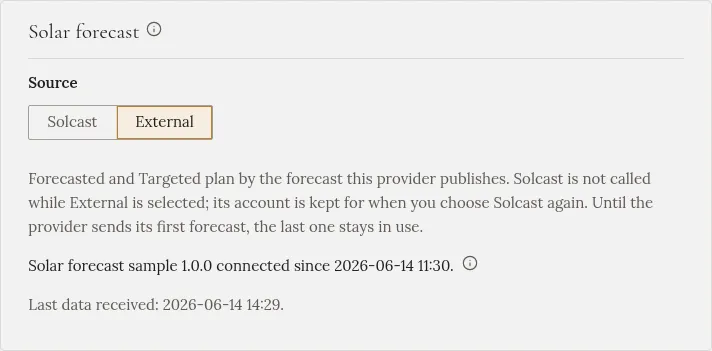 Solar forecast
Source
Solcast
External
Forecasted and Targeted plan by the forecast this provider publishes. Solcast is not called
while External is selected; its account is kept for when you choose Solcast again. Until the
provider sends its first forecast, the last one stays in use.
Solar forecast sample 1.0.0 connected since 2026-06-14 11:30.
Last data received: 2026-06-14 14:29.